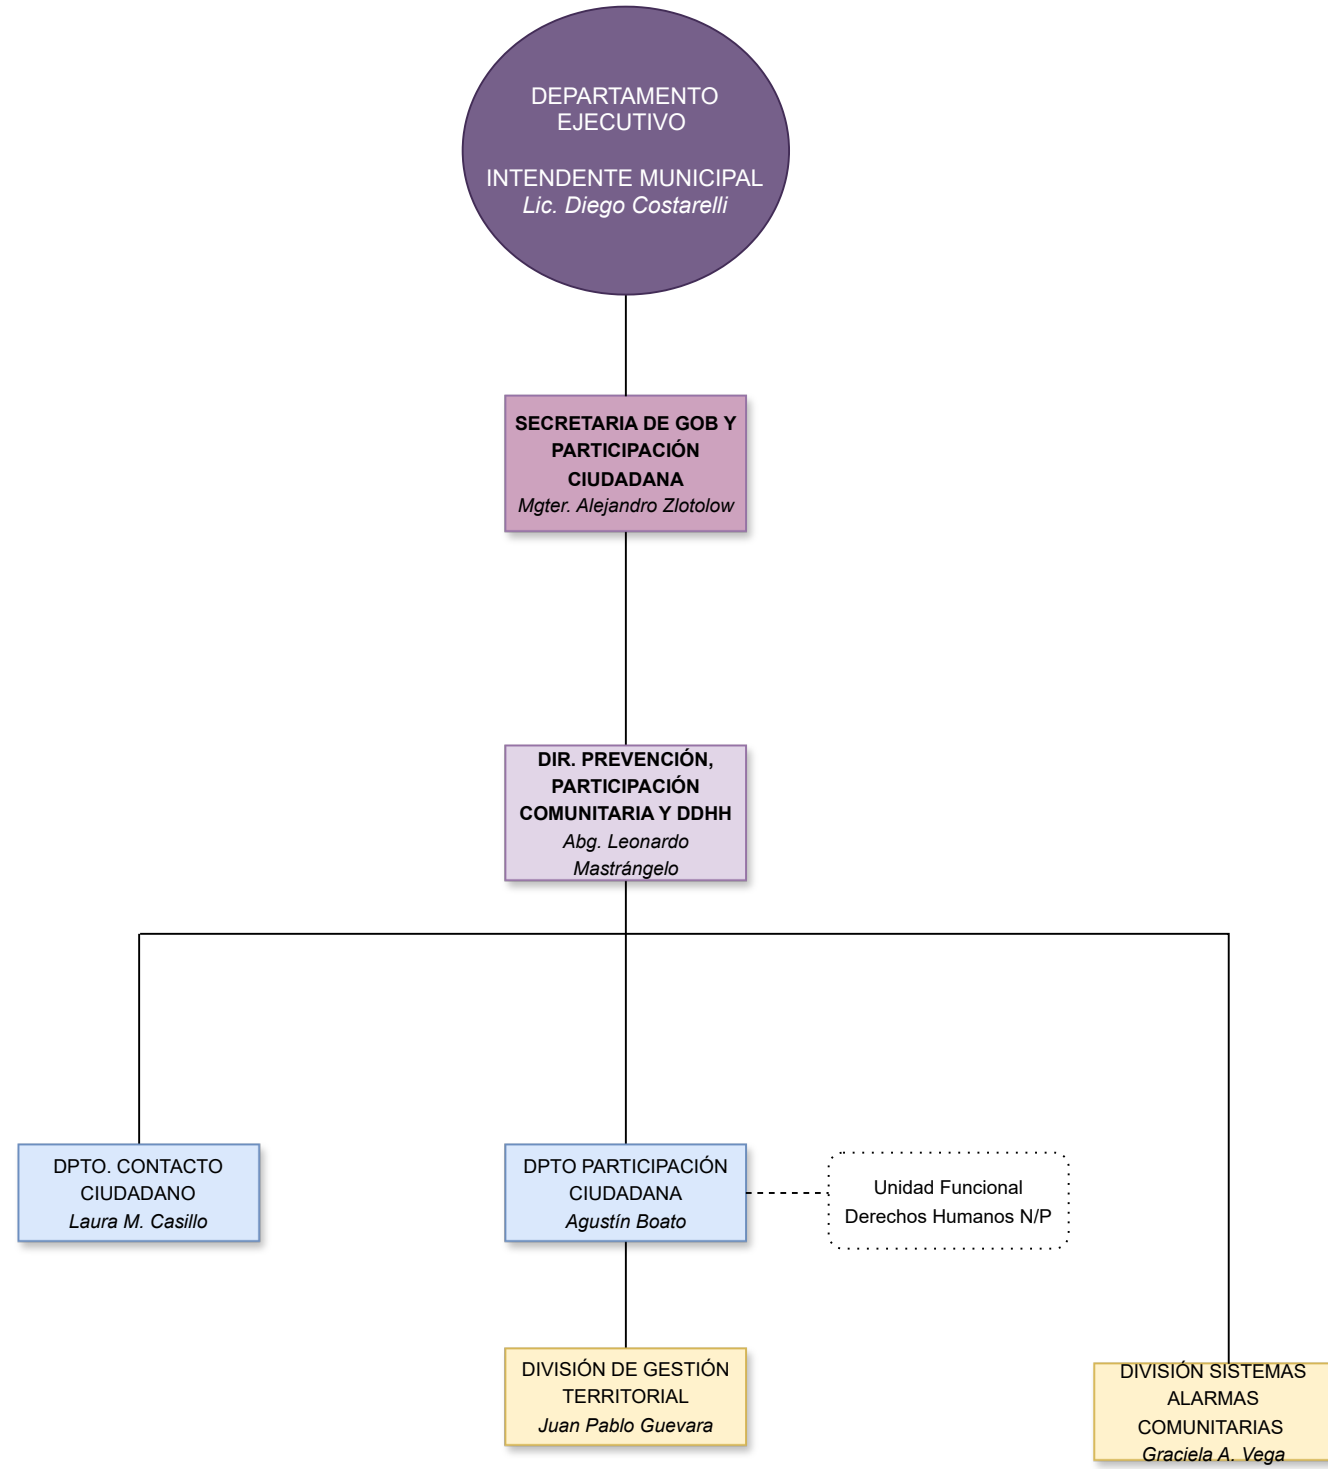 DEPARTAMENTO
EJECUTIVO
INTENDENTE MUNICIPAL
Lic. Diego Costarelli
SECRETARIA DE GOB Y
PARTICIPACIÓN
CIUDADANA
Mgter. Alejandro Zlotolow
DIR. PREVENCIÓN,
PARTICIPACIÓN
COMUNITARIA Y DDHH
Abg. Leonardo
Mastrángelo
DPTO. CONTACTO
CIUDADANO
Laura M. Casillo
DPTO PARTICIPACIÓN
CIUDADANA
Agustín Boato
Unidad Funcional
Derechos Humanos N/P
DIVISIÓN DE GESTIÓN
TERRITORIAL
Juan Pablo Guevara
DIVISIÓN SISTEMAS
ALARMAS
COMUNITARIAS
Graciela A. Vega